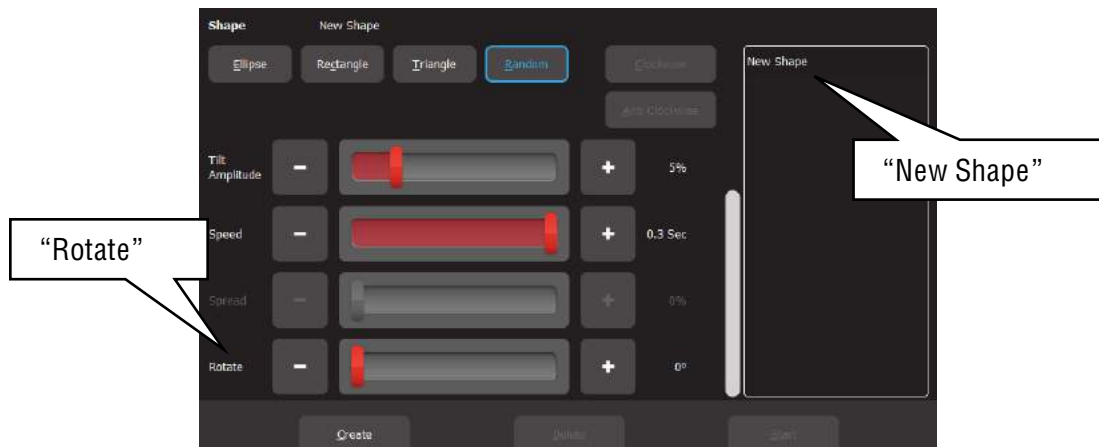 Shape New Shape
Ellipse Rectangle Triangle Random Clockwise New Shape
Anti Clockwise
Tilt
Amplitude - + 5%
“New Shape”
Speed - + 0.3 Sec
“Rotate”
Spread - + 0%
Rotate - + 0°
Create Delete Start